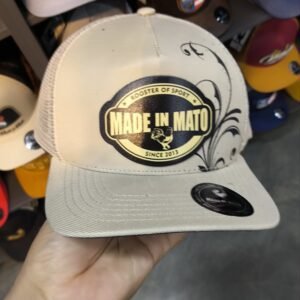 ROOSTER OF SPORT
MADE IN MATO
SINCE 2013